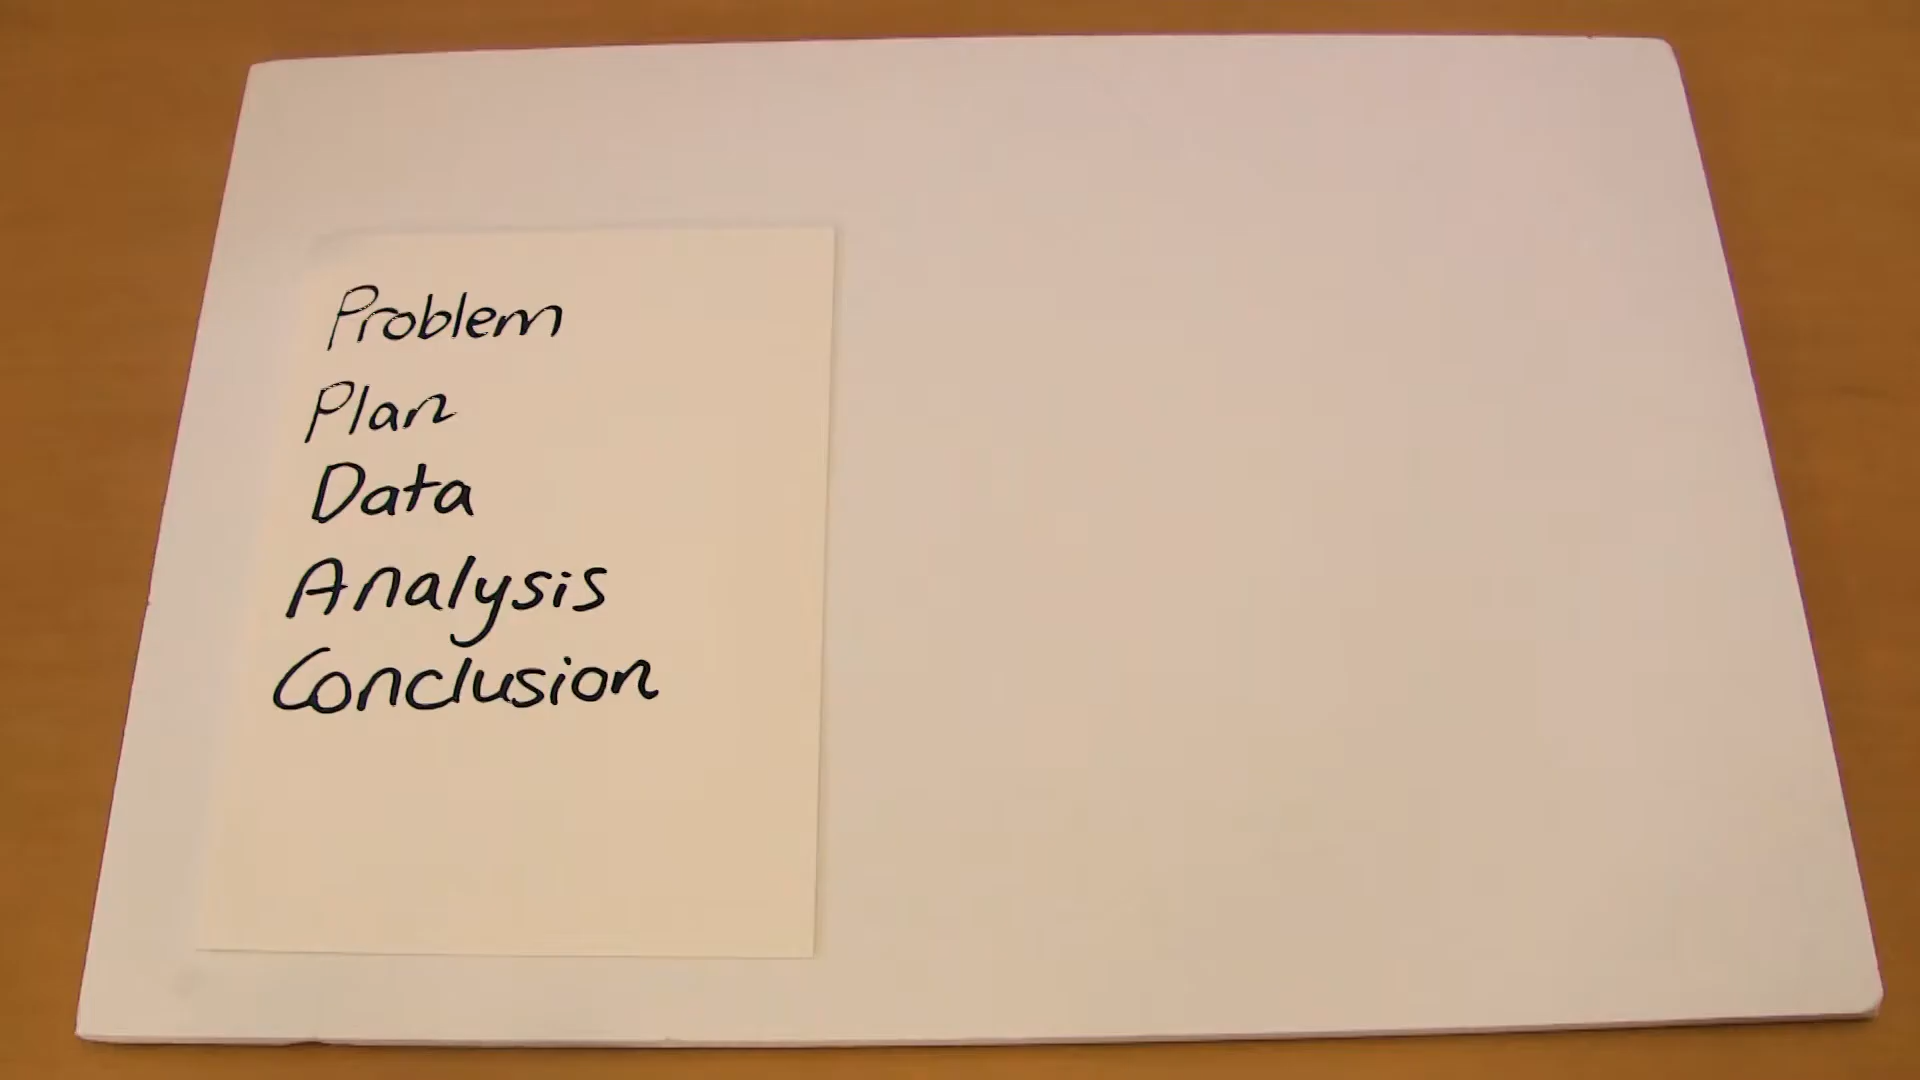 Problem
Plan
Data
Analysis
Conclusion